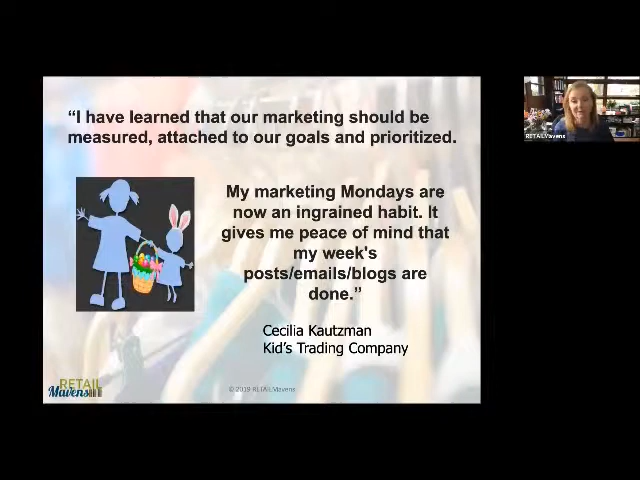 “I have learned that our marketing should be
measured, attached to our goals and prioritized.
My marketing Mondays are
now an ingrained habit. It
gives me peace of mind that
my week's
posts/emails/blogs are
done.”
Cecilia Kautzman
Kid’s Trading Company
RETAIL
Mavens
© 2019 RETAILMavens
RETAILMavens